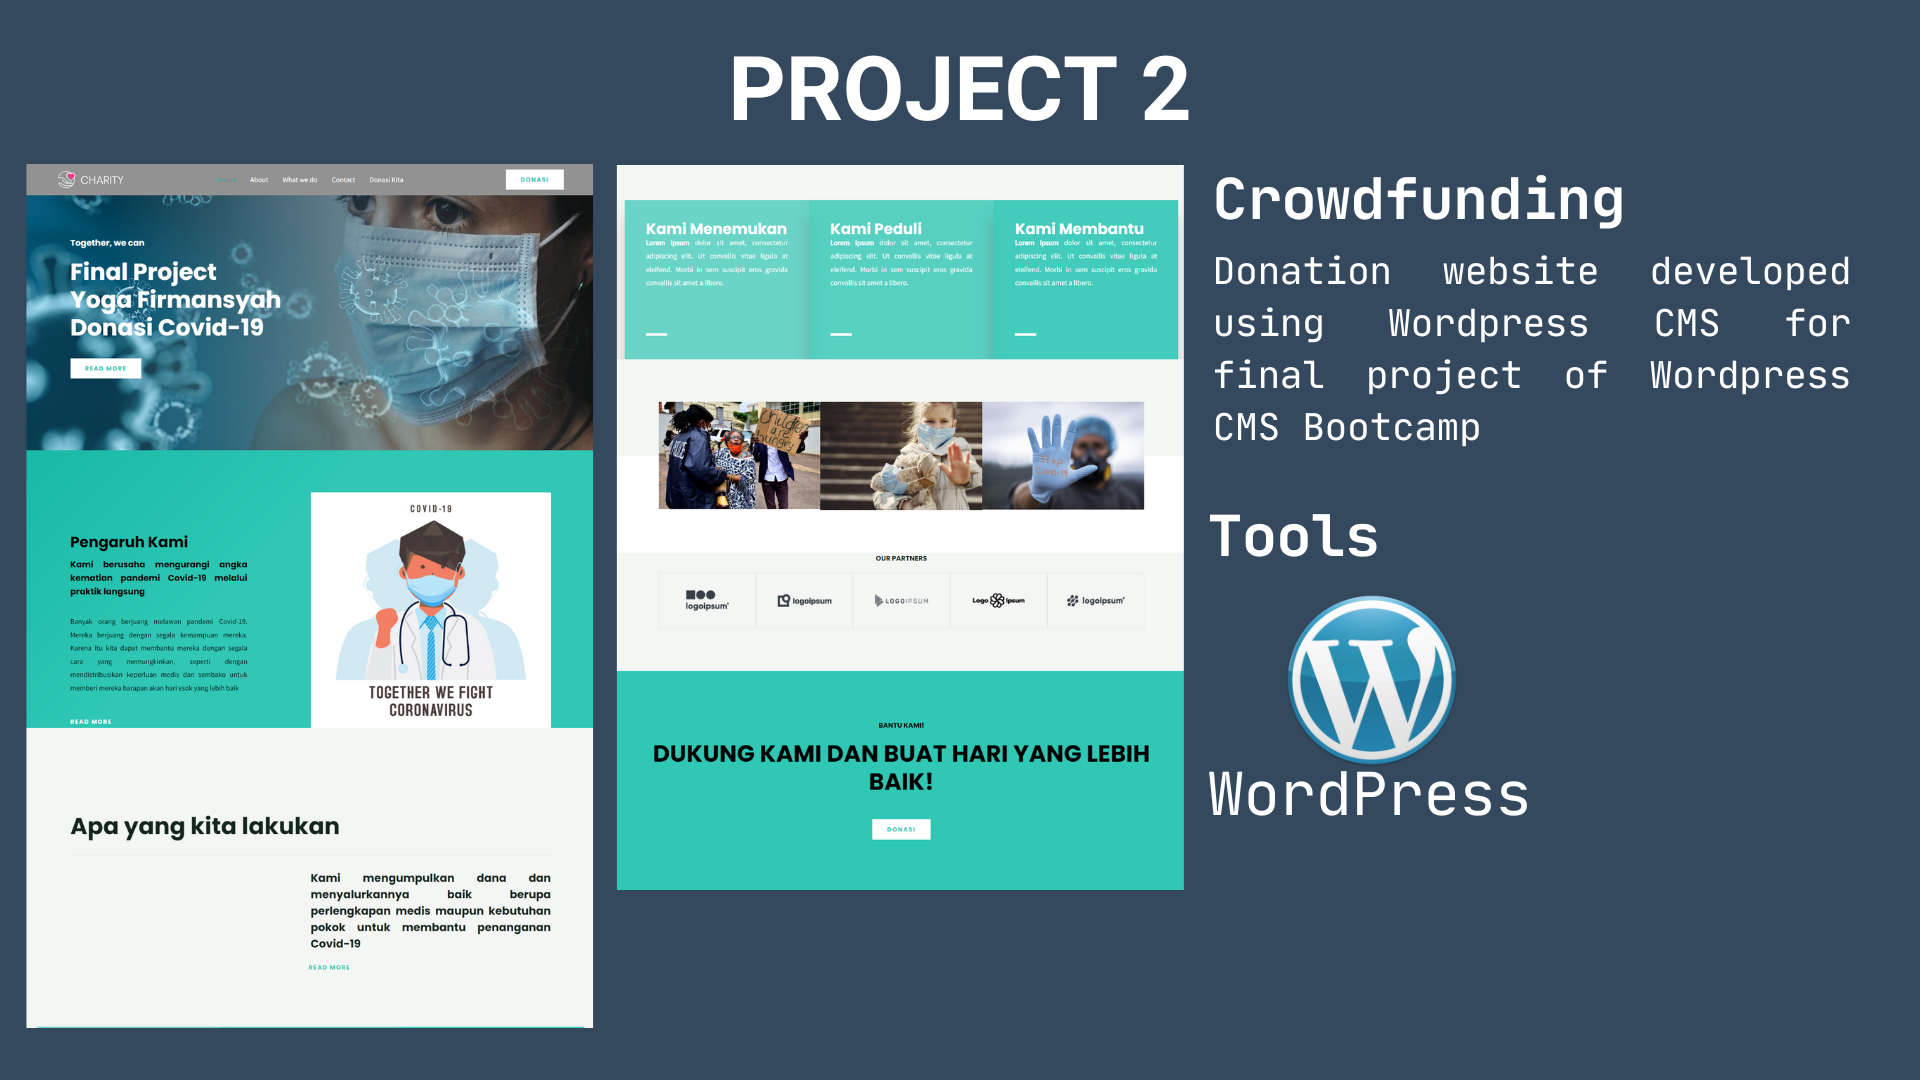 PROJECT 2
CHARITY
Home About What we do Contact Donasi Kita
DONASI
Together, we can
Final Project
Yoga Firmansyah
Donasi Covid-19
READ MORE
Pengaruh Kami
Kami berusaha mengurangi angka
kematian pandemi Covid-19 melalui
praktik langsung
Banyak orang berjuang melawan pandemi Covid-19.
Mereka berjuang dengan segala kemampuan mereka.
Karena itu kita dapat membantu mereka dengan segala
cara yang memungkinkan, seperti dengan
mendistribusikan keperluan medis dan sembako untuk
memberi mereka harapan akan hari esok yang lebih baik
READ MORE
COVID-19
TOGETHER WE FIGHT
CORONAVIRUS
Apa yang kita lakukan
Kami mengumpulkan dana dan
menyalurkannya baik berupa
perlengkapan medis maupun kebutuhan
pokok untuk membantu penanganan
Covid-19
READ MORE
Kami Menemukan
Lorem ipsum dolor sit amet, consectetur
adipiscing elit. Ut convallis vitae ligula at
eleifend. Morbi in sem suscipit eros gravida
convallis sit amet a libero.
Kami Peduli
Lorem ipsum dolor sit amet, consectetur
adipiscing elit. Ut convallis vitae ligula at
eleifend. Morbi in sem suscipit eros gravida
convallis sit amet a libero.
Kami Membantu
Lorem ipsum dolor sit amet, consectetur
adipiscing elit. Ut convallis vitae ligula at
eleifend. Morbi in sem suscipit eros gravida
convallis sit amet a libero.
POLICE
Children
are
hungry
Stop
Covid-19
OUR PARTNERS
logoipsum
logoipsum
LOGOIPSUM
Logo Ipsum
logoipsum
BANTU KAMI!
DUKUNG KAMI DAN BUAT HARI YANG LEBIH
BAIK!
DONASI
Crowdfunding
Donation website developed
using Wordpress CMS for
final project of Wordpress
CMS Bootcamp
Tools
W
WordPress